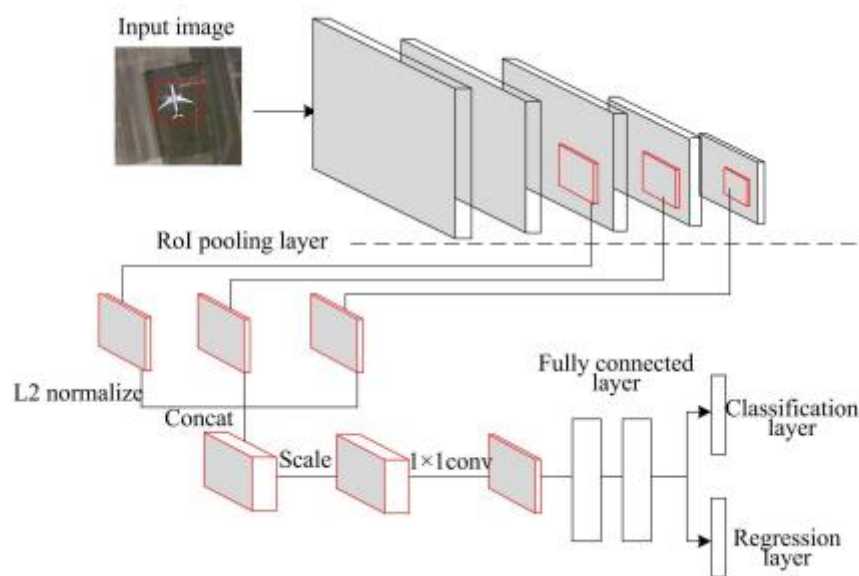 Input image
RoI pooling layer
L2 normalize
Concat
Scale
1×1conv
Fully connected
layer
Classification
layer
Regression
layer